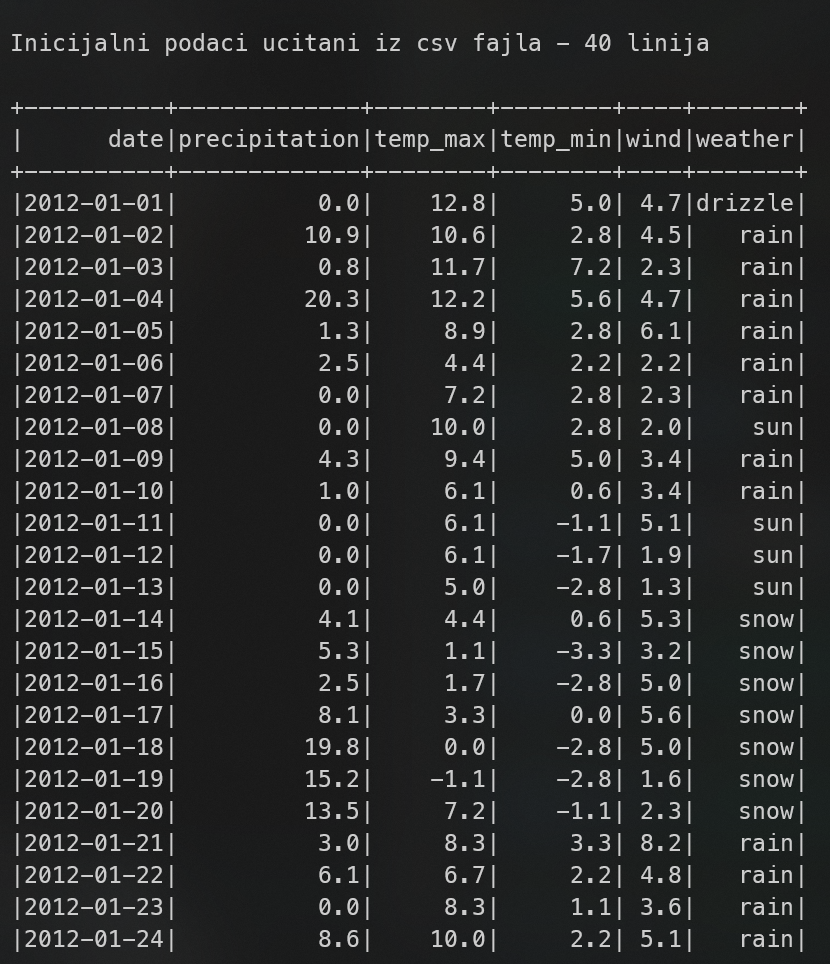 Inicijalni podaci ucitani iz csv fajla - 40 linija
+----------+-------------+--------+--------+----+-------+
|      date|precipitation|temp_max|temp_min|wind|weather|
+----------+-------------+--------+--------+----+-------+
|2012-01-01|          0.0|    12.8|     5.0| 4.7|drizzle|
|2012-01-02|         10.9|    10.6|     2.8| 4.5|   rain|
|2012-01-03|          0.8|    11.7|     7.2| 2.3|   rain|
|2012-01-04|         20.3|    12.2|     5.6| 4.7|   rain|
|2012-01-05|          1.3|     8.9|     2.8| 6.1|   rain|
|2012-01-06|          2.5|     4.4|     2.2| 2.2|   rain|
|2012-01-07|          0.0|     7.2|     2.8| 2.3|   rain|
|2012-01-08|          0.0|    10.0|     2.8| 2.0|    sun|
|2012-01-09|          4.3|     9.4|     5.0| 3.4|   rain|
|2012-01-10|          1.0|     6.1|     0.6| 3.4|   rain|
|2012-01-11|          0.0|     6.1|    -1.1| 5.1|    sun|
|2012-01-12|          0.0|     6.1|    -1.7| 1.9|    sun|
|2012-01-13|          0.0|     5.0|    -2.8| 1.3|    sun|
|2012-01-14|          4.1|     4.4|     0.6| 5.3|   snow|
|2012-01-15|          5.3|     1.1|    -3.3| 3.2|   snow|
|2012-01-16|          2.5|     1.7|    -2.8| 5.0|   snow|
|2012-01-17|          8.1|     3.3|     0.0| 5.6|   snow|
|2012-01-18|         19.8|     0.0|    -2.8| 5.0|   snow|
|2012-01-19|         15.2|    -1.1|    -2.8| 1.6|   snow|
|2012-01-20|         13.5|     7.2|    -1.1| 2.3|   snow|
|2012-01-21|          3.0|     8.3|     3.3| 8.2|   rain|
|2012-01-22|          6.1|     6.7|     2.2| 4.8|   rain|
|2012-01-23|          0.0|     8.3|     1.1| 3.6|   rain|
|2012-01-24|          8.6|    10.0|     2.2| 5.1|   rain|